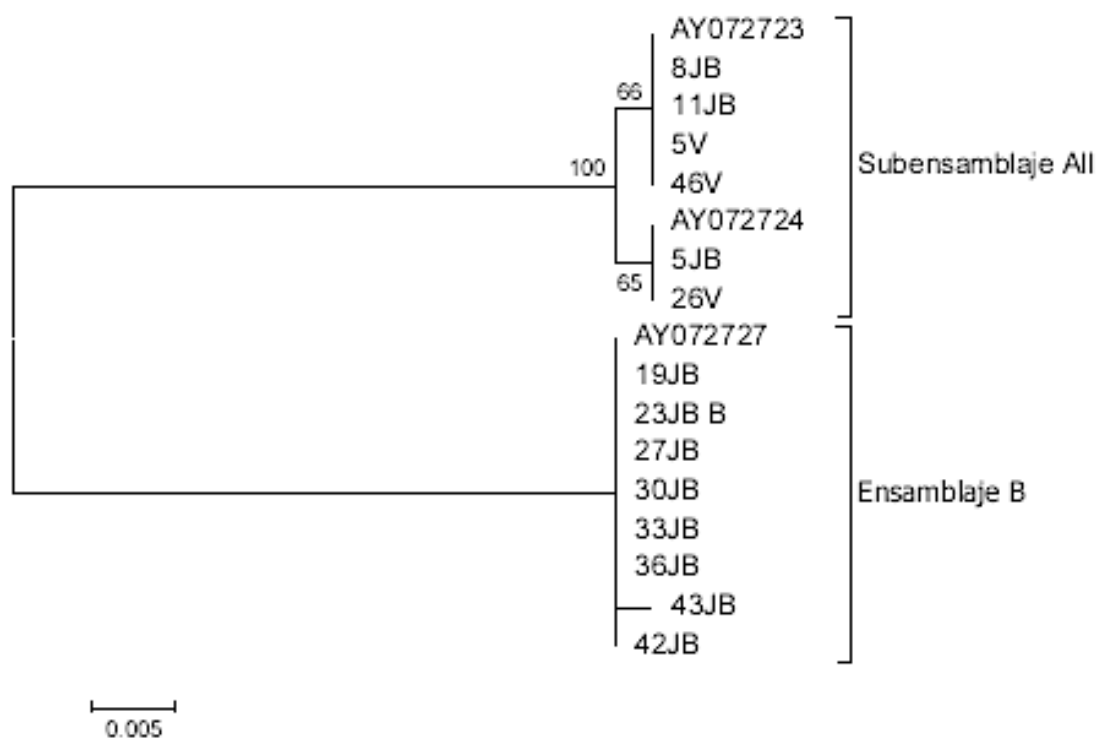 AY072723
8JB
66
11JB
5V
Subensamblaje AII
100
46V
AY072724
5JB
65
26V
AY072727
19JB
23JB B
27JB
30JB
Ensamblaje B
33JB
36JB
43JB
42JB
0.005